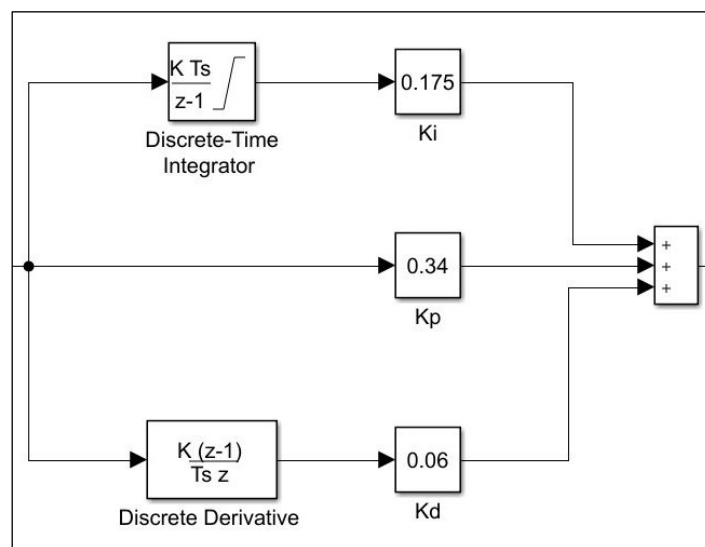 K Ts
z-1
Discrete-Time
Integrator
0.175
Ki
+
+
+
0.34
Kp
K (z-1)
Ts z
Discrete Derivative
0.06
Kd